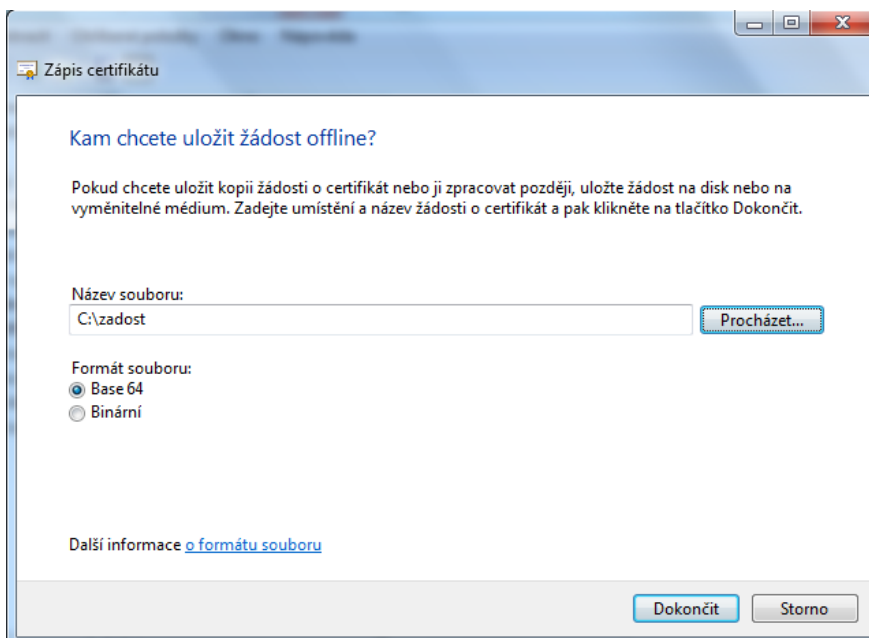 Zápis certifikátu
Kam chcete uložit žádost offline?
Pokud chcete uložit kopii žádosti o certifikát nebo ji zpracovat později, uložte žádost na disk nebo na
vyměnitelné médium. Zadejte umístění a název žádosti o certifikát a pak klikněte na tlačítko Dokončit.
Název souboru:
C:\zadost
Procházet...
Formát souboru:
Base 64
Binární
Další informace o formátu souboru
Dokončit
Storno